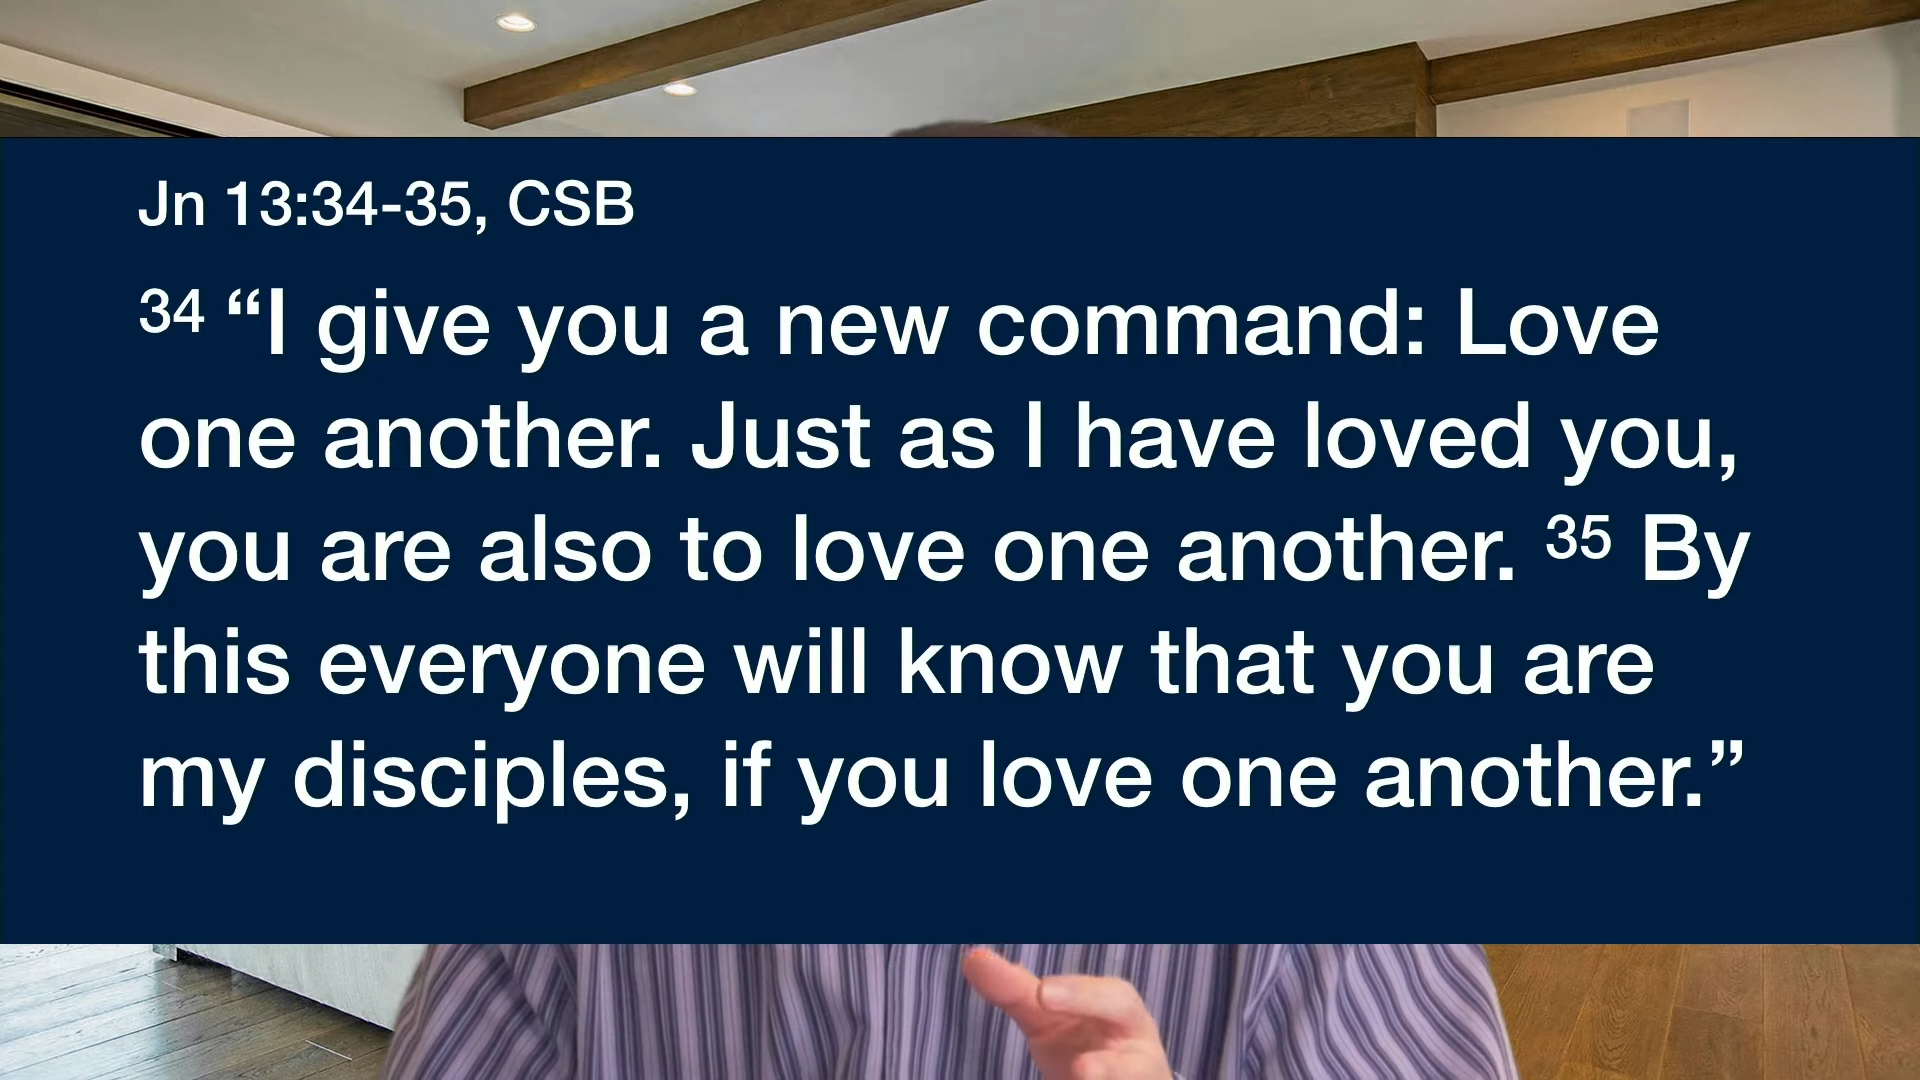 Jn 13:34-35, CSB
34 “I give you a new command: Love
one another. Just as I have loved you,
you are also to love one another. 35 By
this everyone will know that you are
my disciples, if you love one another.”